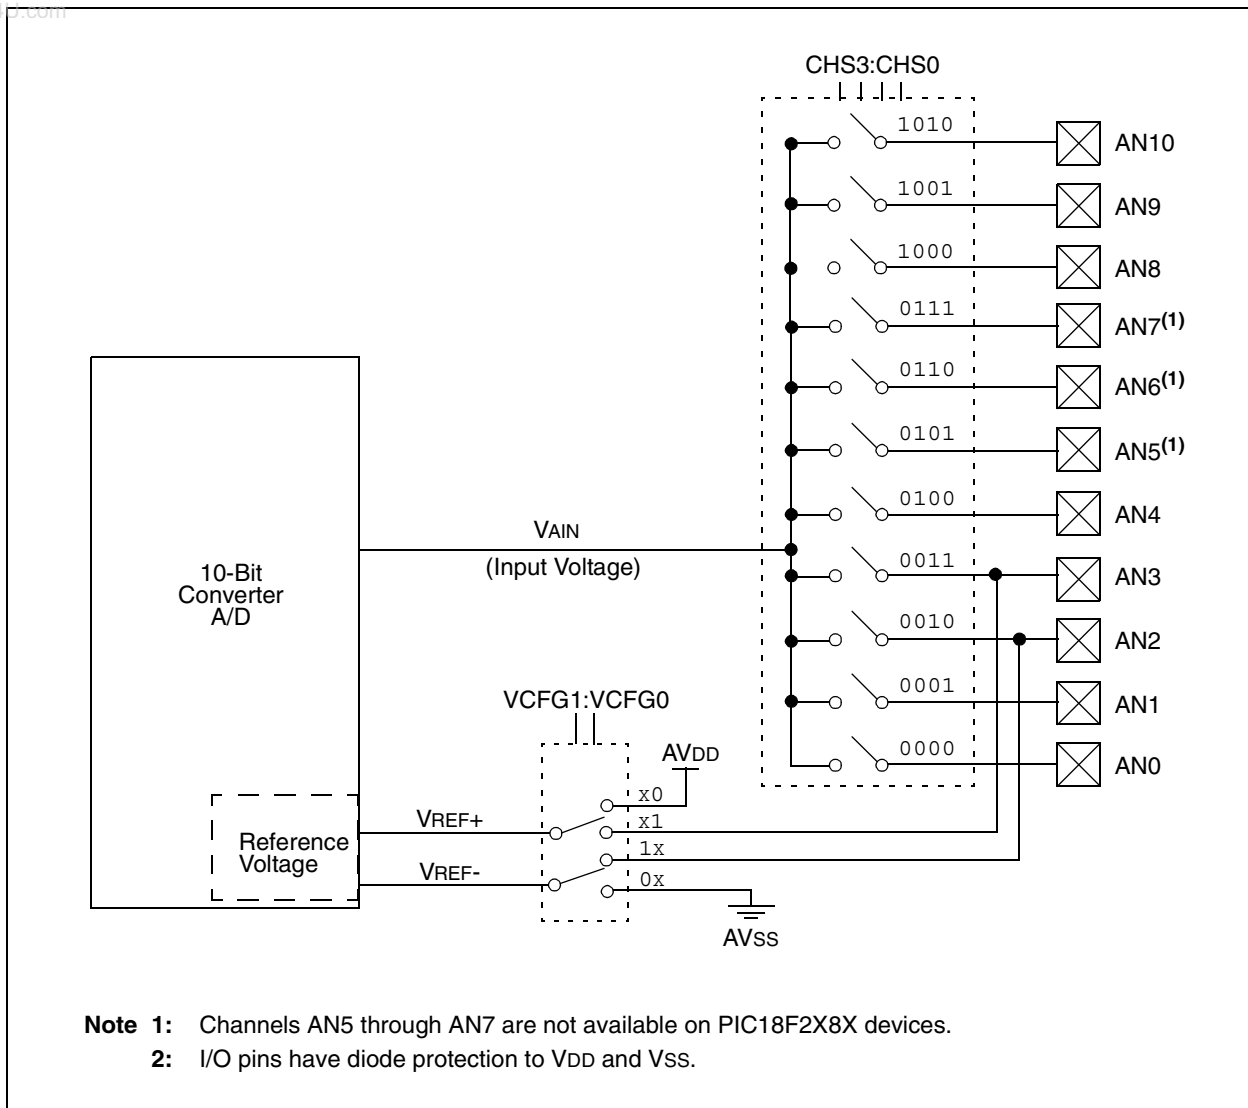 4U.com
CHS3:CHS0
1010
AN10
1001
AN9
1000
AN8
0111
AN7(1)
0110
AN6(1)
0101
AN5(1)
0100
AN4
VAIN
(Input Voltage)
0011
AN3
10-Bit
Converter
A/D
0010
AN2
VCFG1:VCFG0
0001
AN1
AVDD
0000
AN0
x0
VREF+
x1
Reference
Voltage
1x
VREF-
0x
AVSS
Note 1: Channels AN5 through AN7 are not available on PIC18F2X8X devices.
2: I/O pins have diode protection to VDD and VSS.